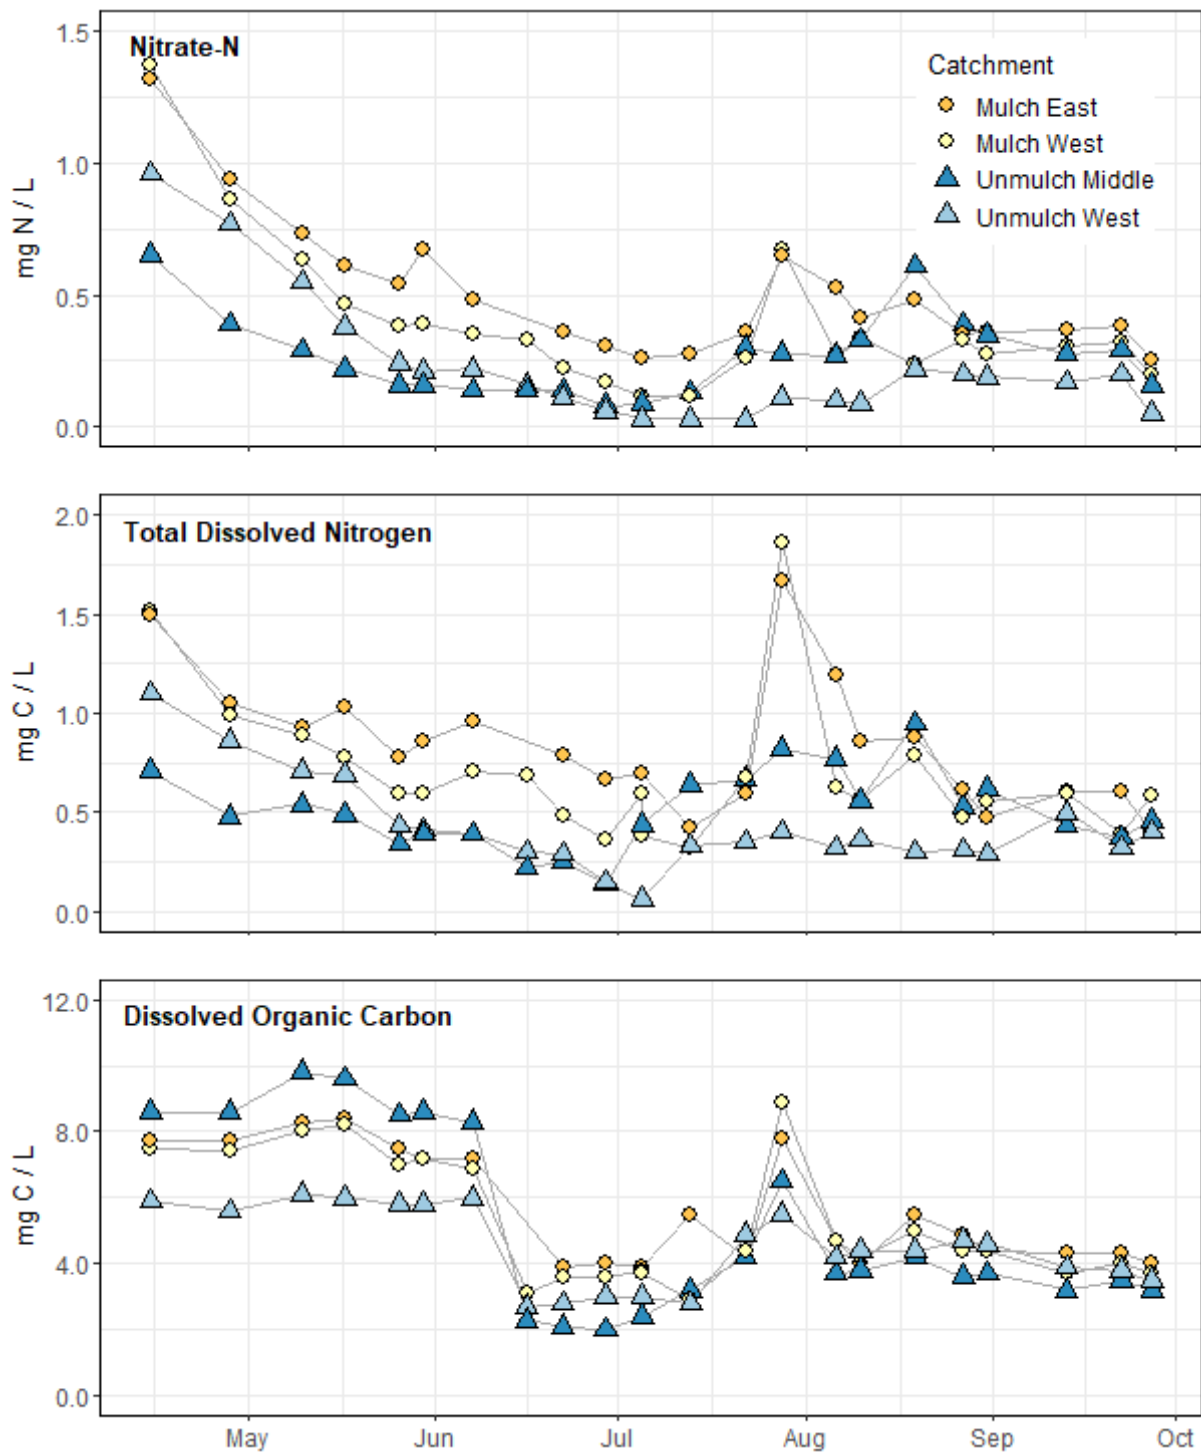 Nitrate-N
mg N / L
1.5
1.0
0.5
0.0
Catchment
Mulch East
Mulch West
Unmulch Middle
Unmulch West
Total Dissolved Nitrogen
mg C / L
2.0
1.5
1.0
0.5
0.0
Dissolved Organic Carbon
mg C / L
12.0
8.0
4.0
0.0
May Jun Jul Aug Sep Oct